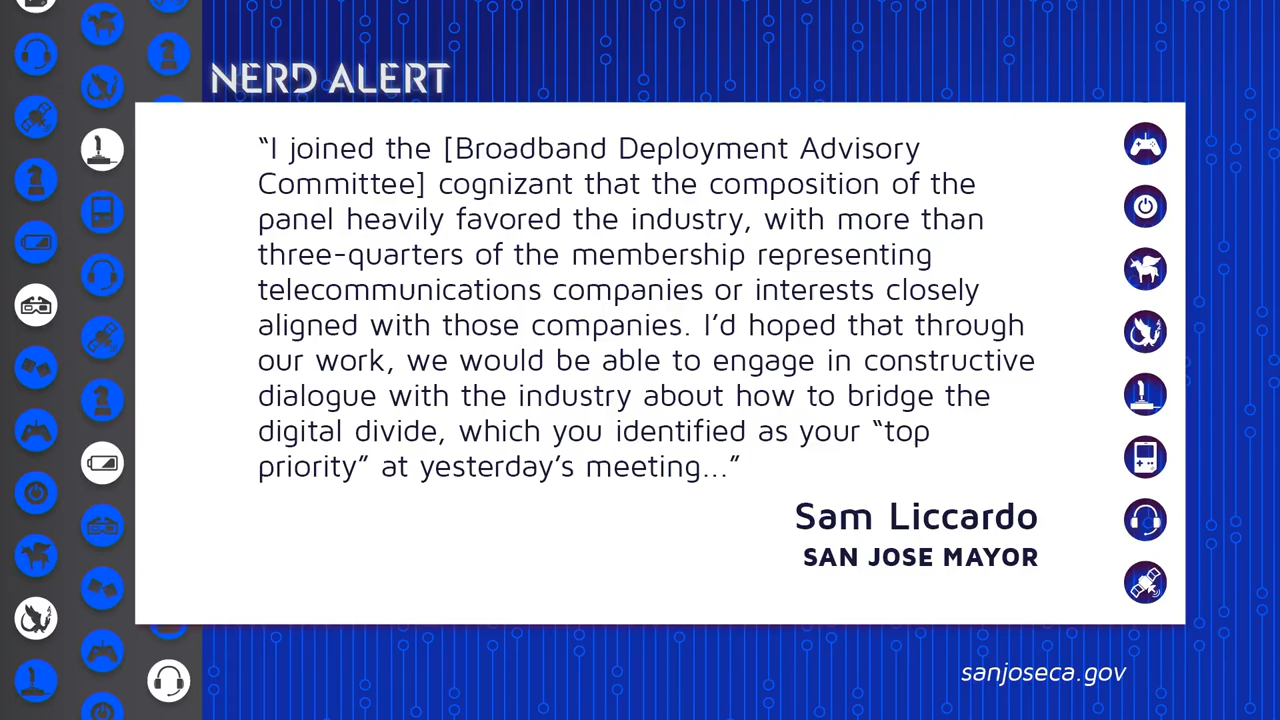 NERD ALERT
“I joined the [Broadband Deployment Advisory
Committee] cognizant that the composition of the
panel heavily favored the industry, with more than
three-quarters of the membership representing
telecommunications companies or interests closely
aligned with those companies. I’d hoped that through
our work, we would be able to engage in constructive
dialogue with the industry about how to bridge the
digital divide, which you identified as your “top
priority” at yesterday’s meeting...”
Sam Liccardo
SAN JOSE MAYOR
sanjoseca.gov